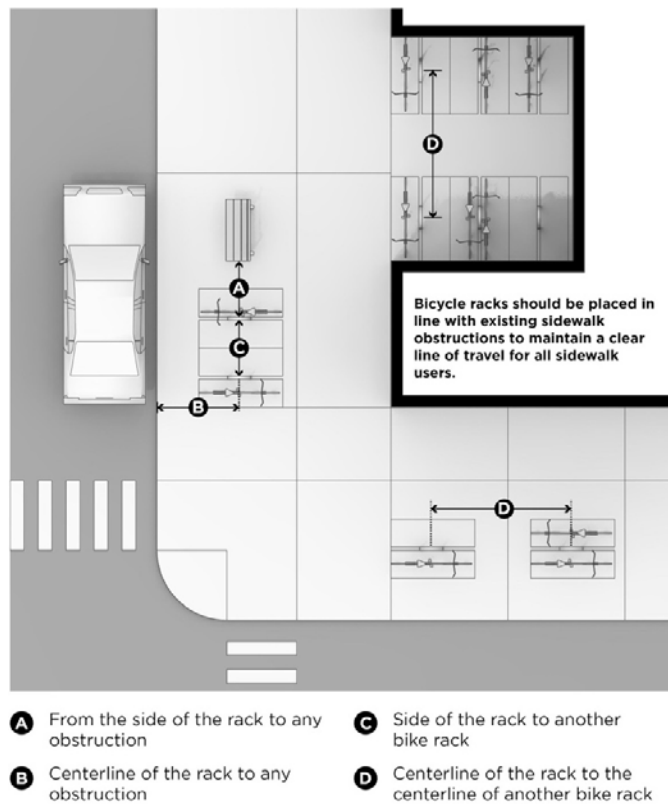 D
A
C
B
Bicycle racks should be placed in
line with existing sidewalk
obstructions to maintain a clear
line of travel for all sidewalk
users.
D
A From the side of the rack to any
obstruction
B Centerline of the rack to any
obstruction
C Side of the rack to another
bike rack
D Centerline of the rack to the
centerline of another bike rack